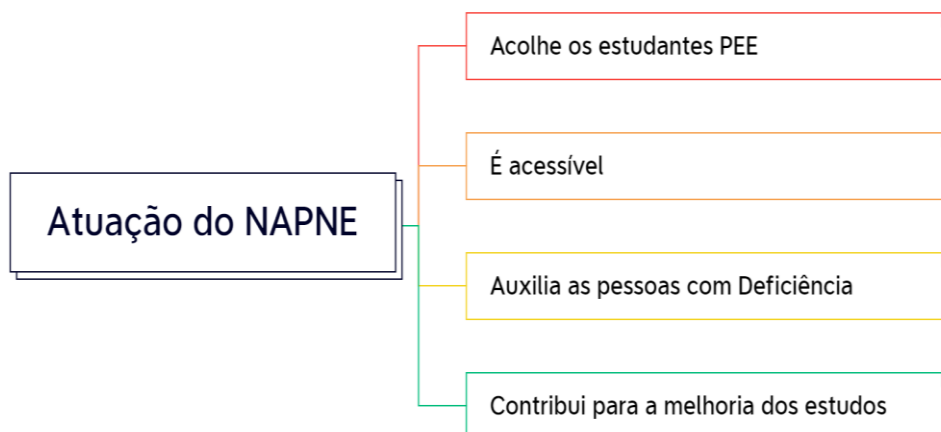 Atuação do NAPNE
Acolhe os estudantes PEE
É acessível
Auxilia as pessoas com Deficiência
Contribui para a melhoria dos estudos